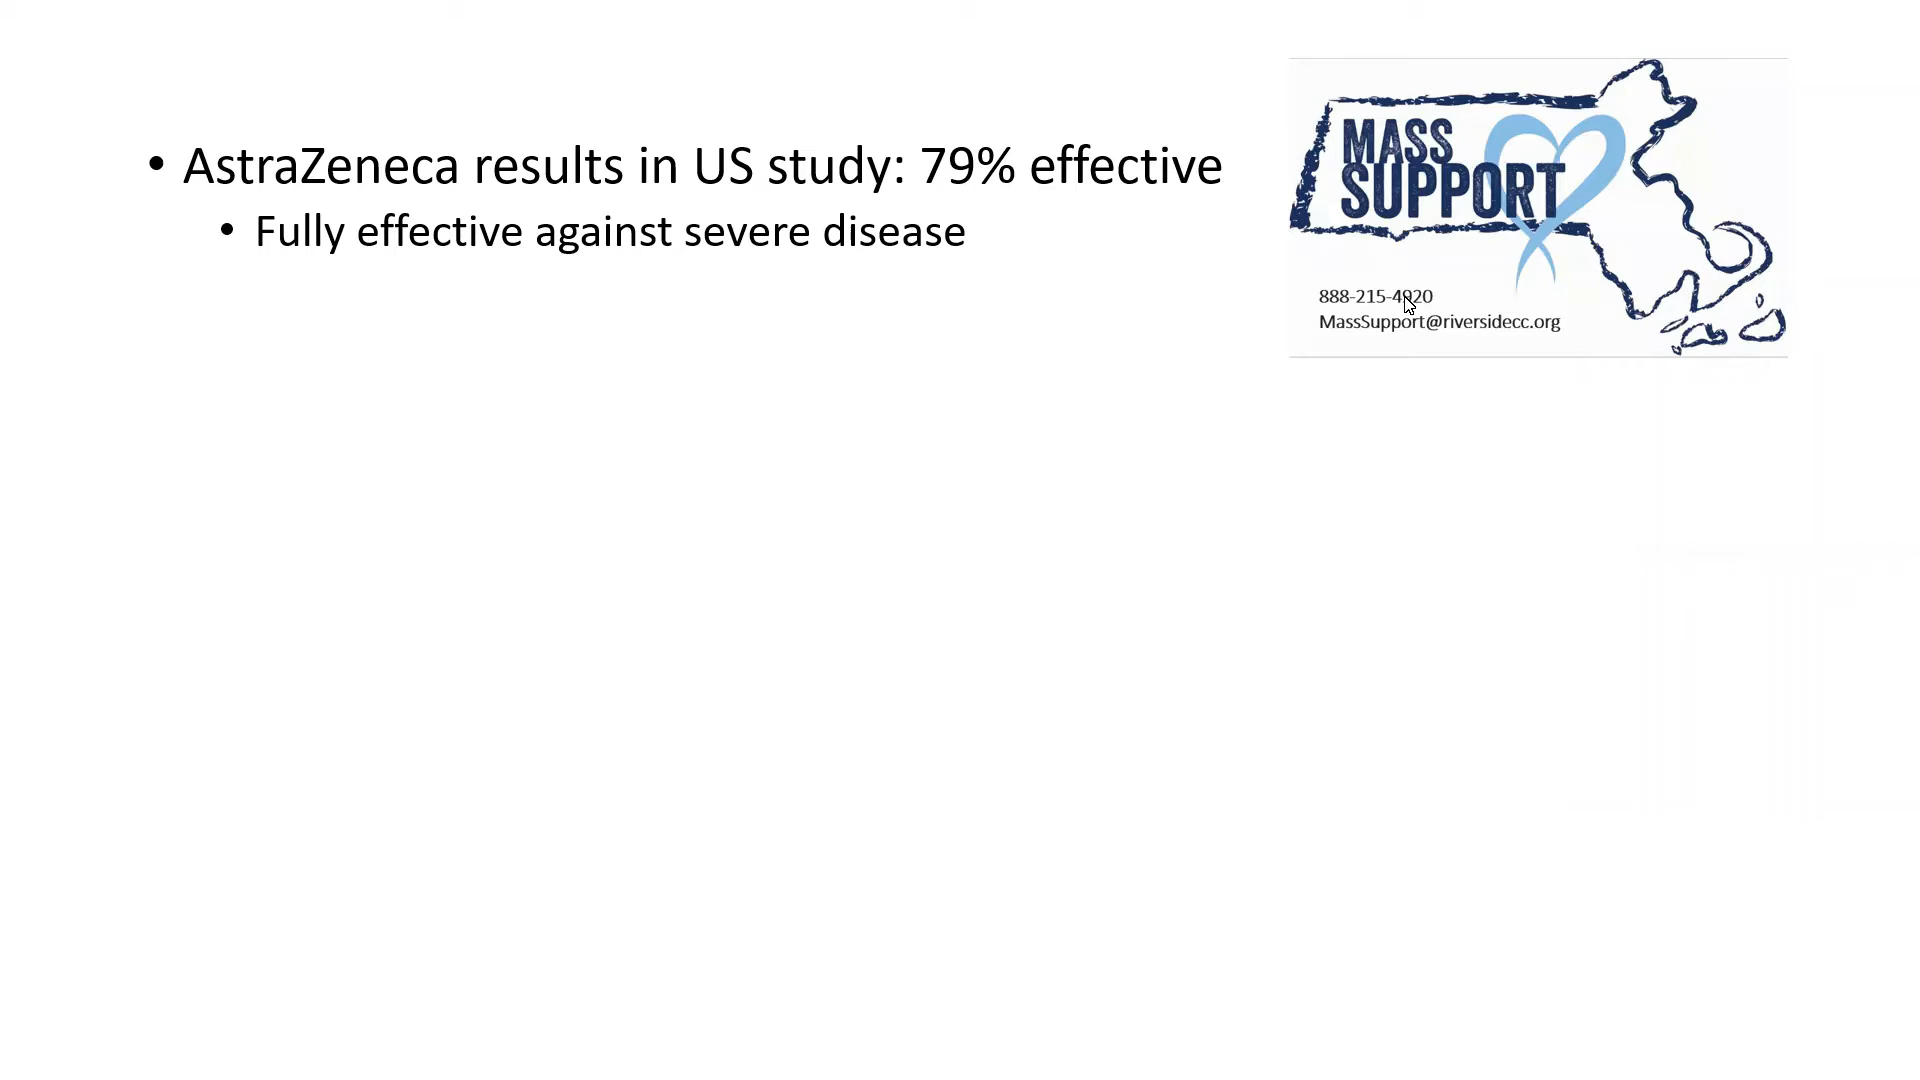 • AstraZeneca results in US study: 79% effective
• Fully effective against severe disease
MASS
SUPPORT
888-215-4920
MassSupport@riversidecc.org